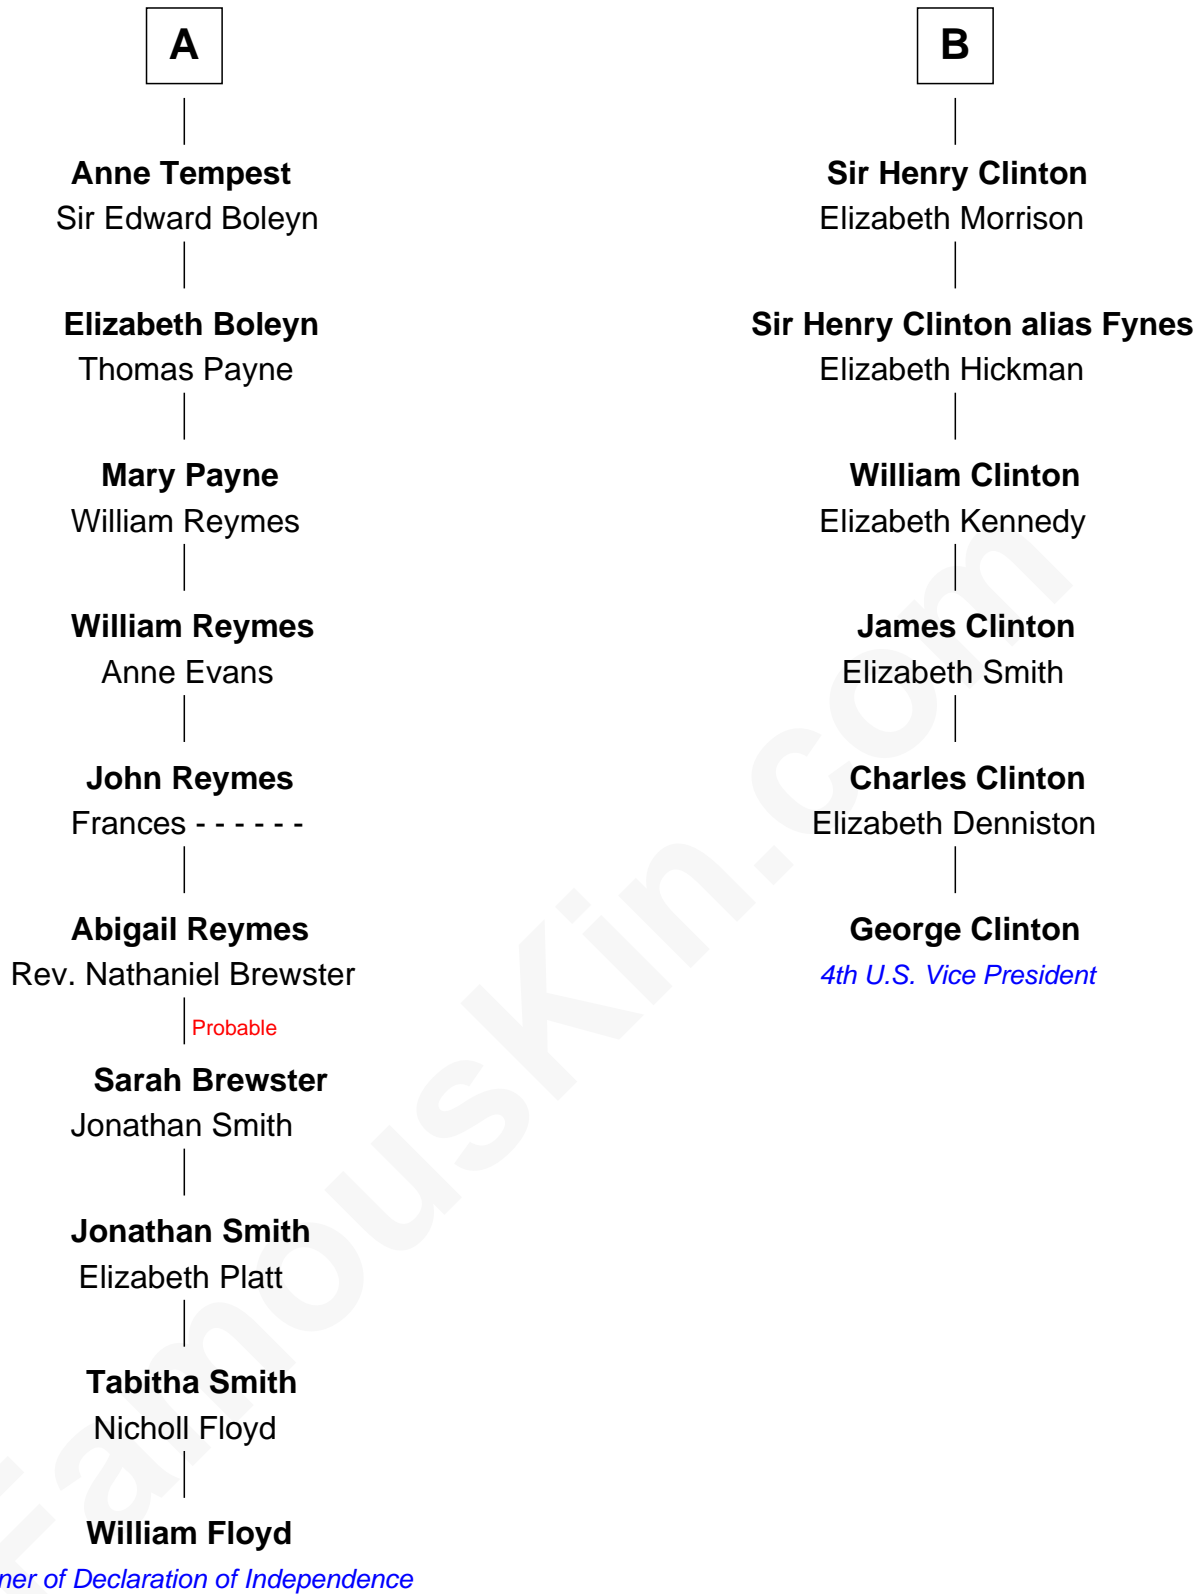 A
Anne Tempest
Sir Edward Boleyn
Elizabeth Boleyn
Thomas Payne
Mary Payne
William Reymes
William Reymes
Anne Evans
John Reymes
Frances - - - - - -
Abigail Reymes
Rev. Nathaniel Brewster
Probable
Sarah Brewster
Jonathan Smith
Jonathan Smith
Elizabeth Platt
Tabitha Smith
Nicholl Floyd
William Floyd
ner of Declaration of Independence
B
Sir Henry Clinton
Elizabeth Morrison
Sir Henry Clinton alias Fynes
Elizabeth Hickman
William Clinton
Elizabeth Kennedy
James Clinton
Elizabeth Smith
Charles Clinton
Elizabeth Denniston
George Clinton
4th U.S. Vice President
FamousKin.com